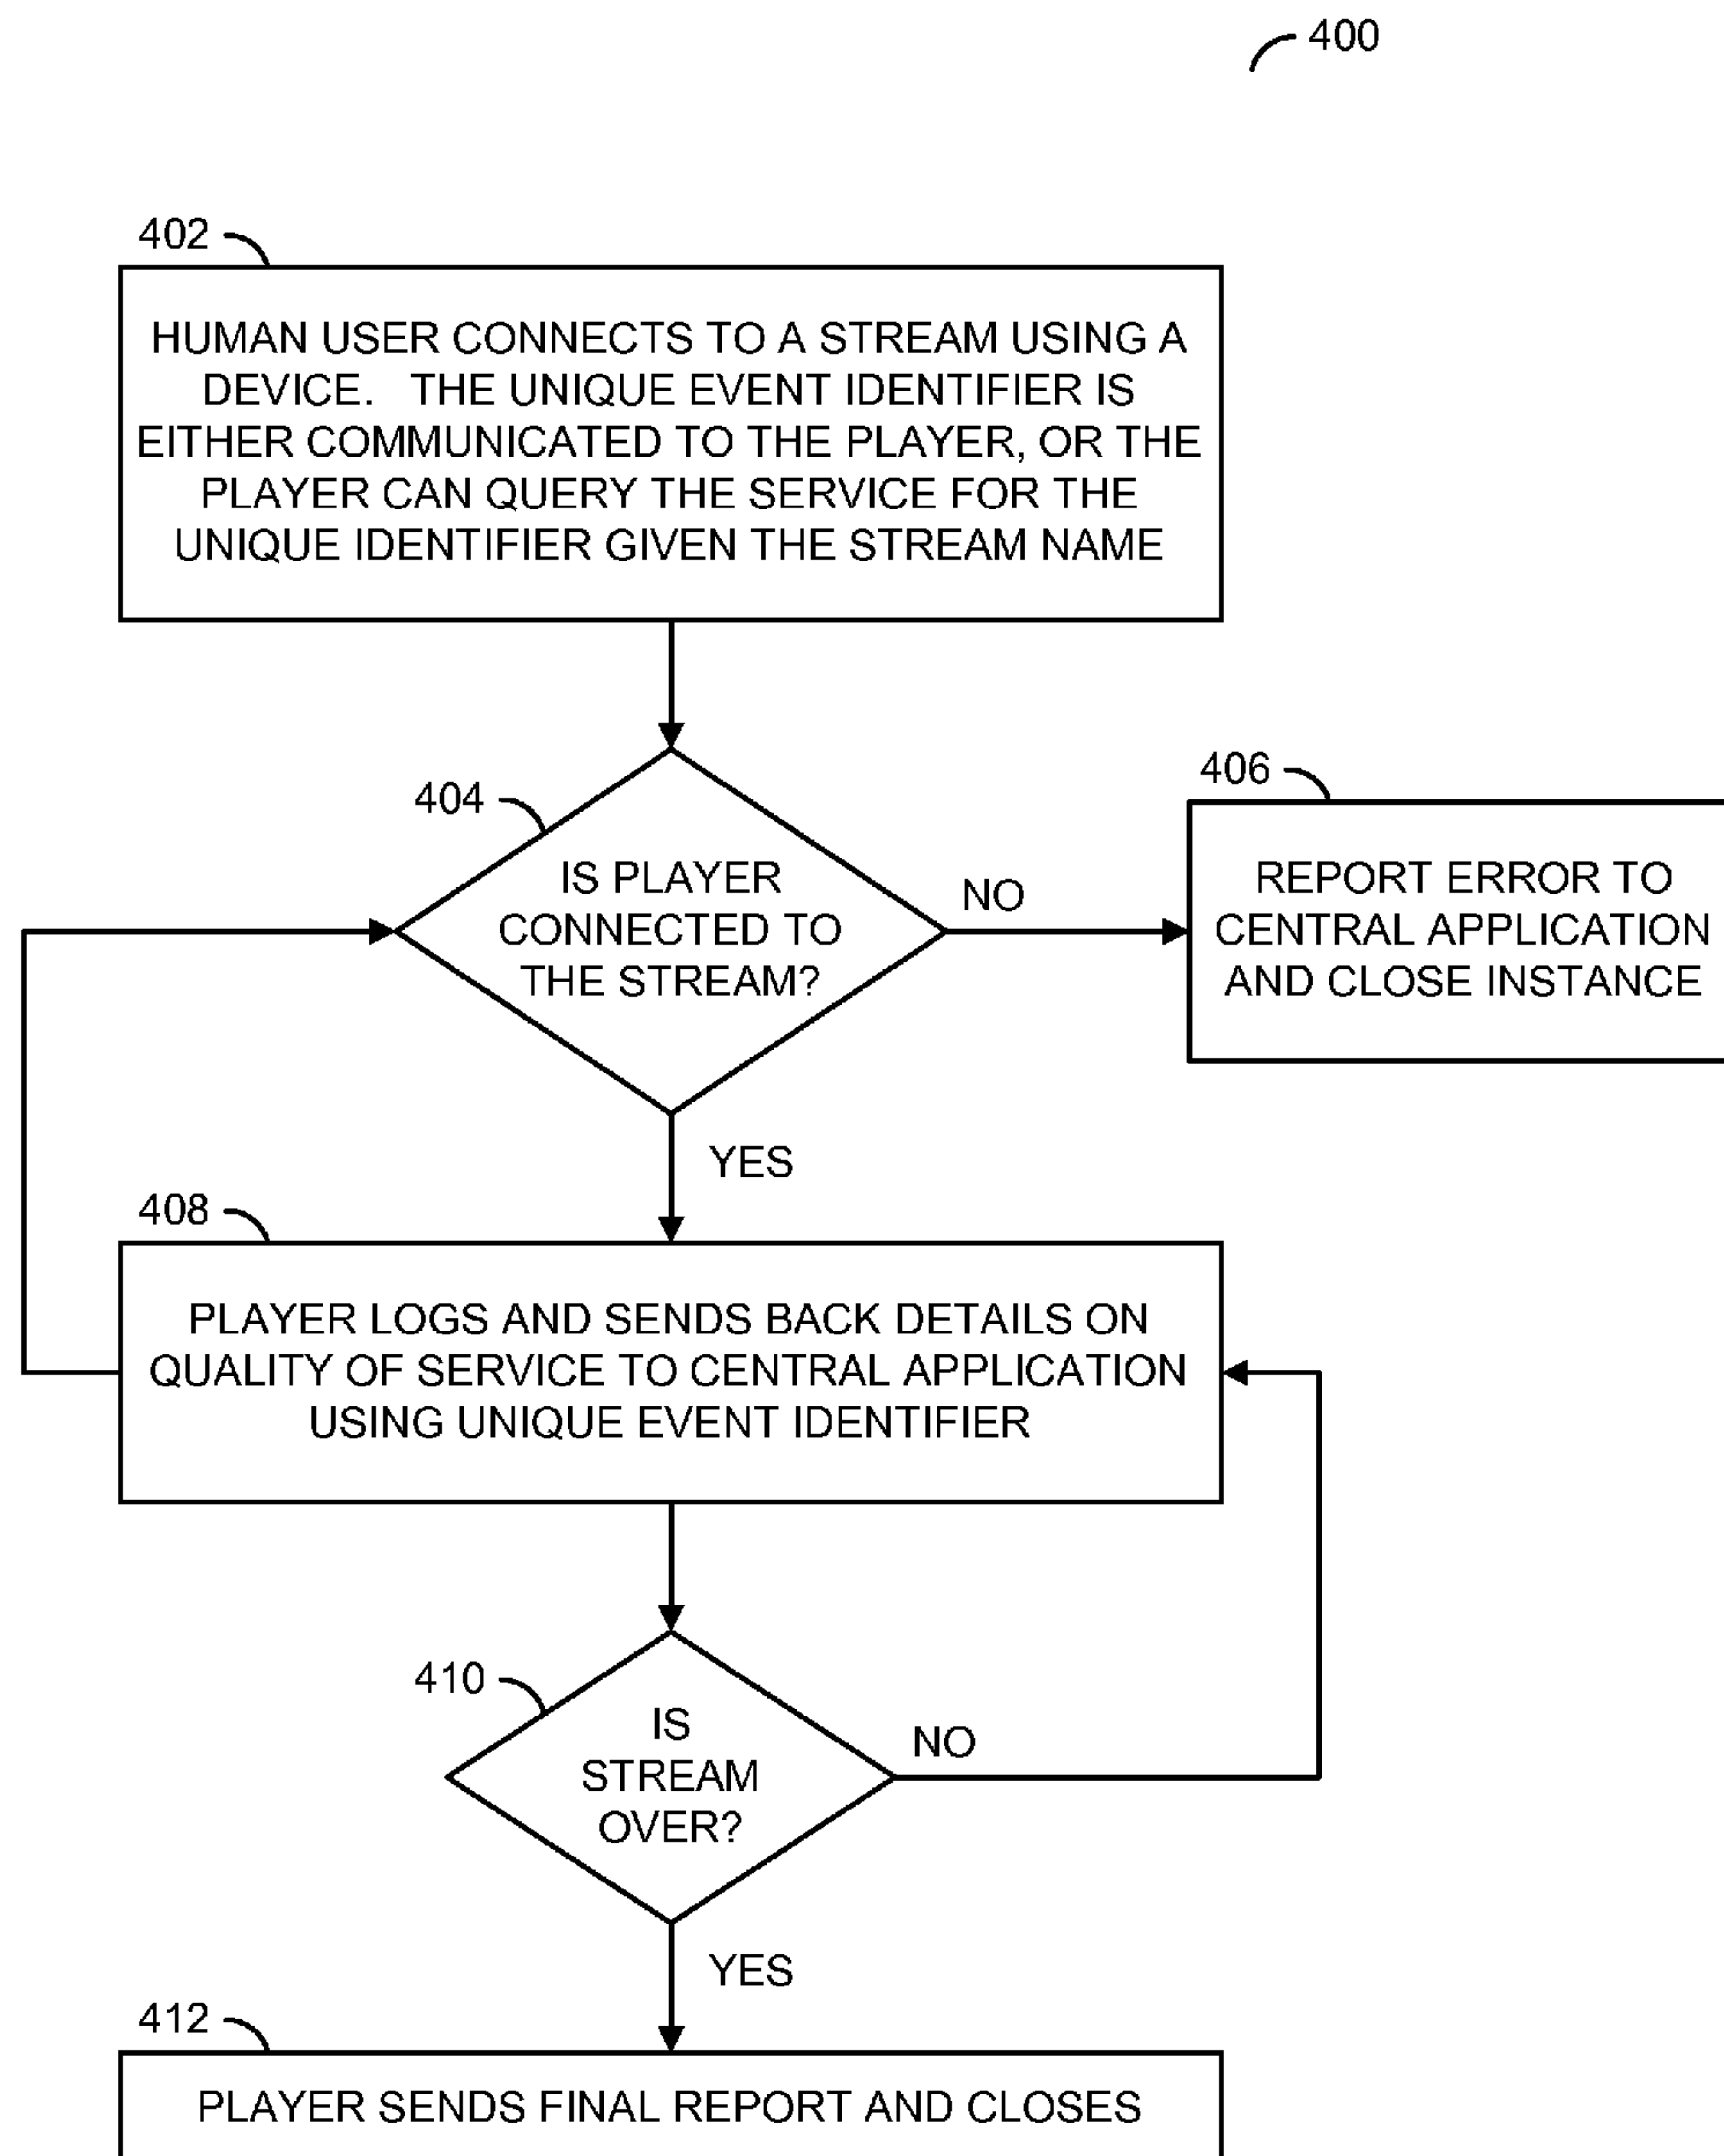 400
402
HUMAN USER CONNECTS TO A STREAM USING A
DEVICE. THE UNIQUE EVENT IDENTIFIER IS
EITHER COMMUNICATED TO THE PLAYER, OR THE
PLAYER CAN QUERY THE SERVICE FOR THE
UNIQUE IDENTIFIER GIVEN THE STREAM NAME
404
IS PLAYER
CONNECTED TO
THE STREAM?
NO
406
REPORT ERROR TO
CENTRAL APPLICATION
AND CLOSE INSTANCE
YES
408
PLAYER LOGS AND SENDS BACK DETAILS ON
QUALITY OF SERVICE TO CENTRAL APPLICATION
USING UNIQUE EVENT IDENTIFIER
410
IS
STREAM
OVER?
NO
YES
412
PLAYER SENDS FINAL REPORT AND CLOSES